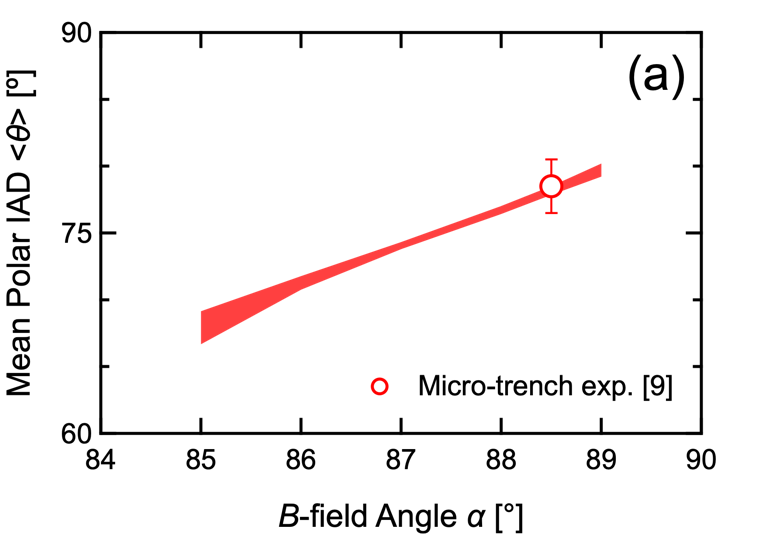 90
(a)
Mean Polar IAD <θ> [º]
75
Micro-trench exp. [9]
60
84 85 86 87 88 89 90
B-field Angle α [°]